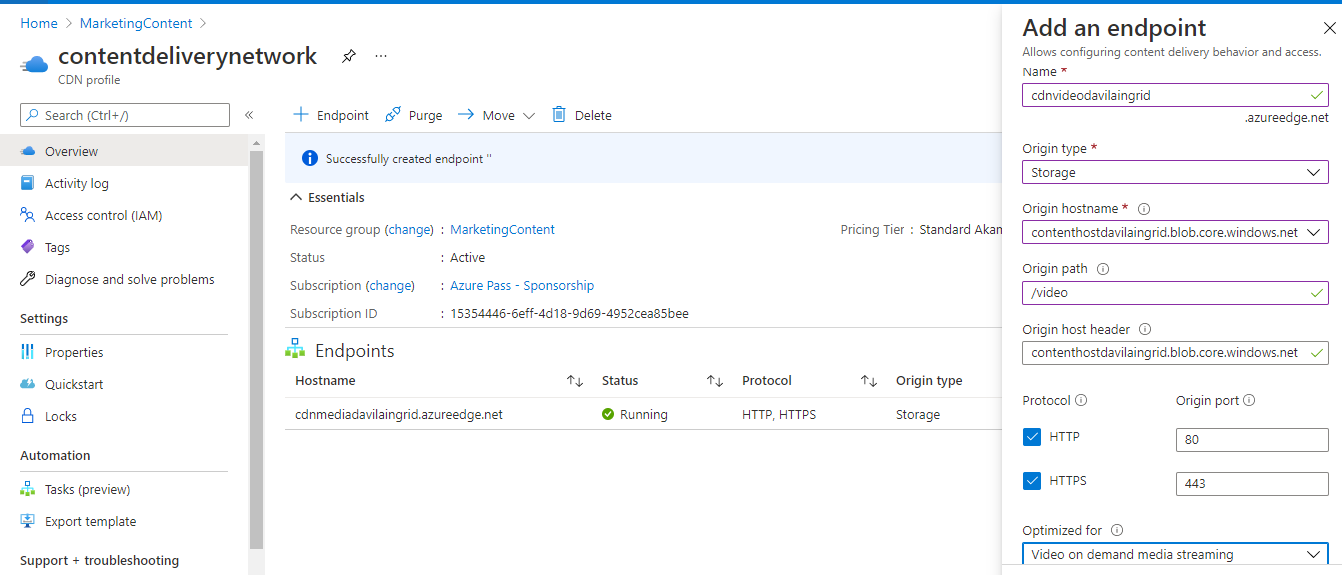 Home > MarketingContent >
contentdeliverynetwork
CDN profile
Search (Ctrl+/)
Overview
Activity log
Access control (IAM)
Tags
Diagnose and solve problems
Settings
Properties
Quickstart
Locks
Automation
Tasks (preview)
Export template
Support + troubleshooting
Endpoint Purge Move Delete
Successfully created endpoint ''
Essentials
Resource group (change) : MarketingContent
Status : Active
Subscription (change) : Azure Pass - Sponsorship
Subscription ID : 15354446-6eff-4d18-9d69-4952cea85bee
Pricing Tier : Standard Akam
Endpoints
Hostname Status Protocol Origin type
cdnmediadavilaingrid.azureedge.net Running HTTP, HTTPS Storage
Add an endpoint
Allows configuring content delivery behavior and access.
Name *
cdnvideodavilaingrid
.azureedge.net
Origin type *
Storage
Origin hostname *
contenthostdavilaingrid.blob.core.windows.net
Origin path
/video
Origin host header
contenthostdavilaingrid.blob.core.windows.net
Protocol Origin port
HTTP 80
HTTPS 443
Optimized for
Video on demand media streaming